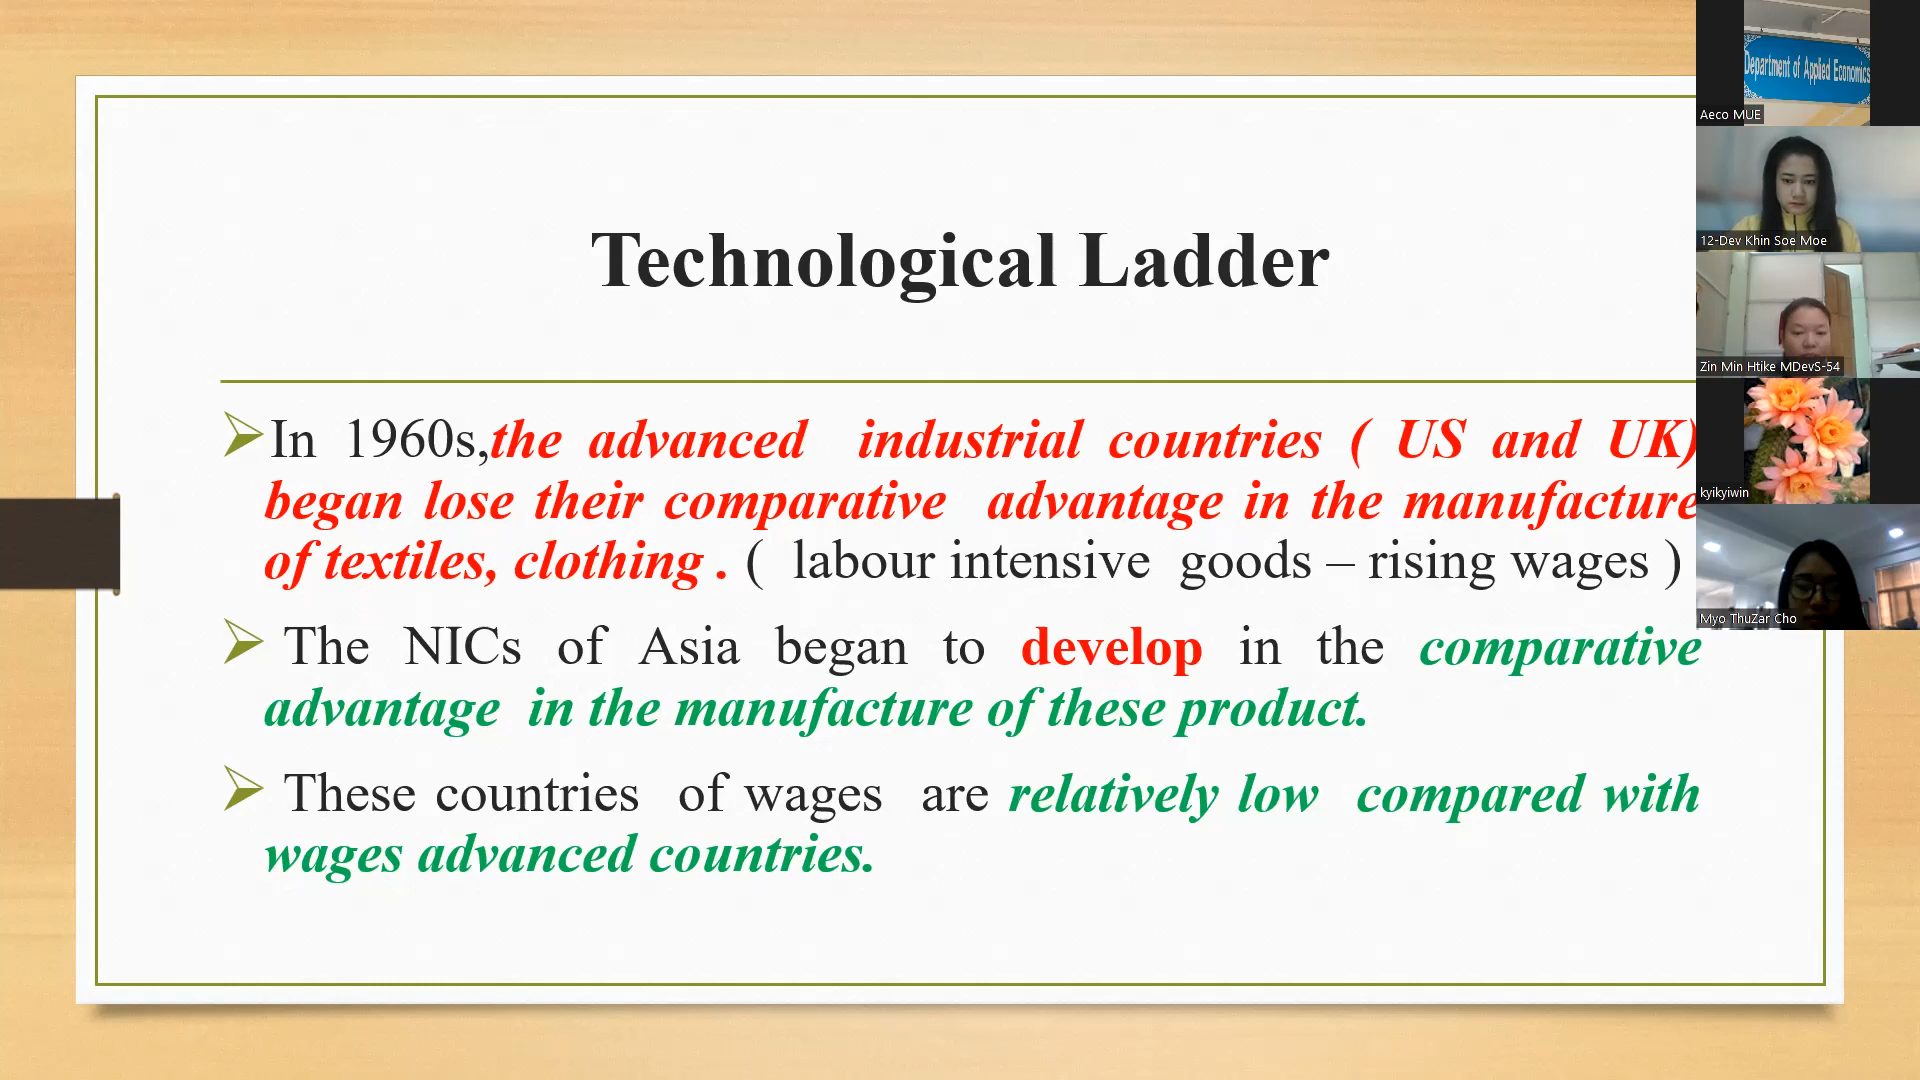 Technological Ladder
In 1960s,the advanced industrial countries ( US and UK)
began lose their comparative advantage in the manufacture
of textiles, clothing . ( labour intensive goods – rising wages )
The NICs of Asia began to develop in the comparative
advantage in the manufacture of these product.
These countries of wages are relatively low compared with
wages advanced countries.
Department of Applied Economics
Aeco MUE
12-Dev Khin Soe Moe
Zin Min Htike MDevS-54
kyikyiwin
Myo ThuZar Cho